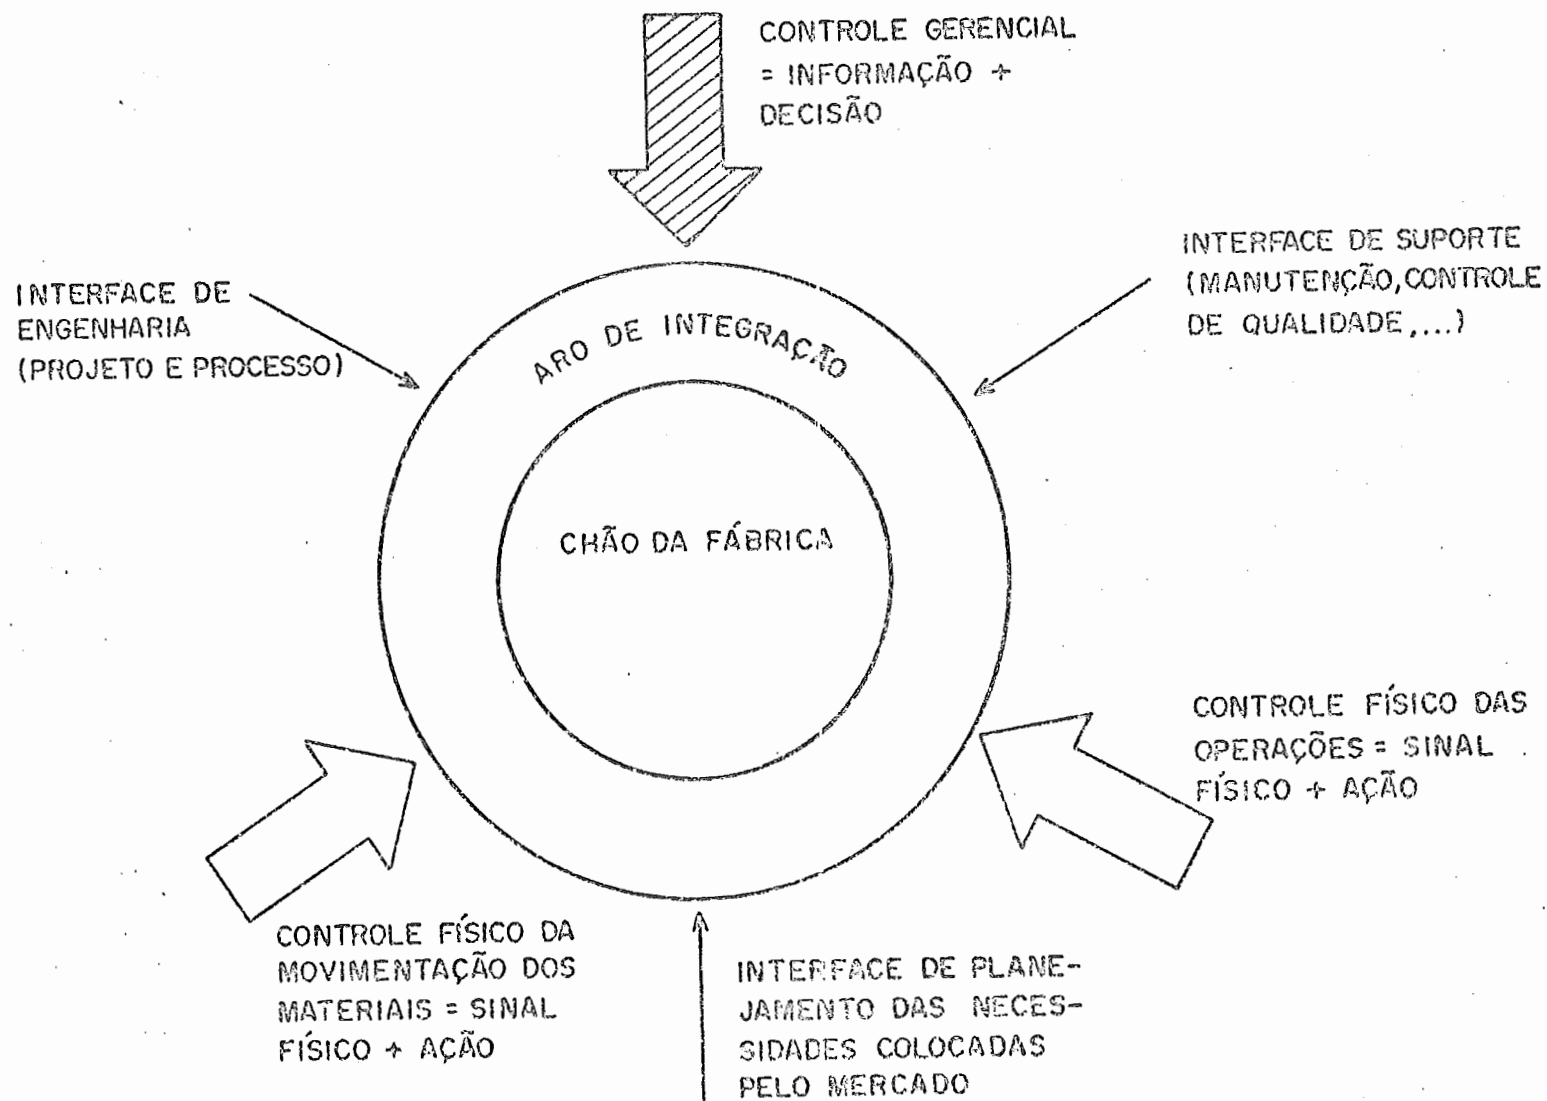 CONTROLE GERENCIAL
= INFORMAÇÃO +
DECISÃO
INTERFACE DE SUPORTE
(MANUTENÇÃO, CONTROLE
DE QUALIDADE,...)
INTERFACE DE
ENGENHARIA
(PROJETO E PROCESSO)
ARO DE INTEGRAÇÃO
CHÃO DA FÁBRICA
CONTROLE FÍSICO DAS
OPERAÇÕES = SINAL
FÍSICO + AÇÃO
CONTROLE FÍSICO DA
MOVIMENTAÇÃO DOS
MATERIAIS = SINAL
FÍSICO + AÇÃO
INTERFACE DE PLANE-
JAMENTO DAS NECES-
SIDADES COLOCADAS
PELO MERCADO